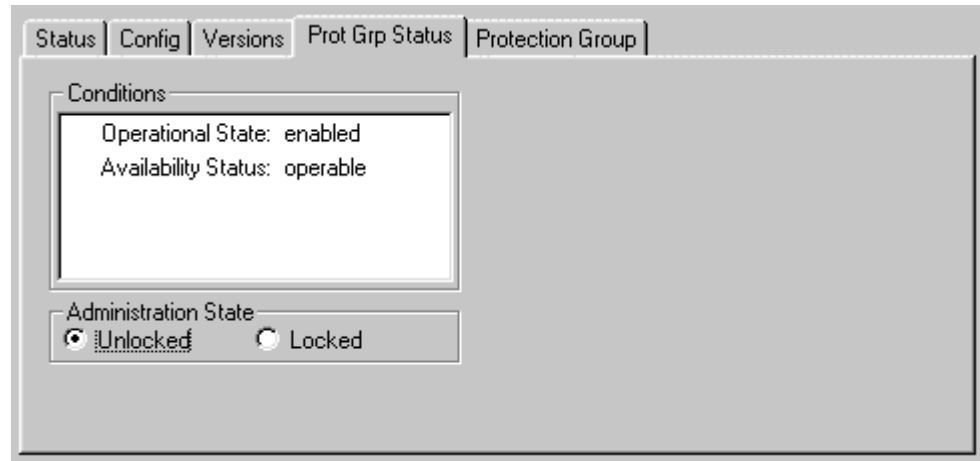 Status Config Versions Prot Grp Status Protection Group
Conditions
Operational State: enabled
Availability Status: operable
Administration State
Unlocked Locked